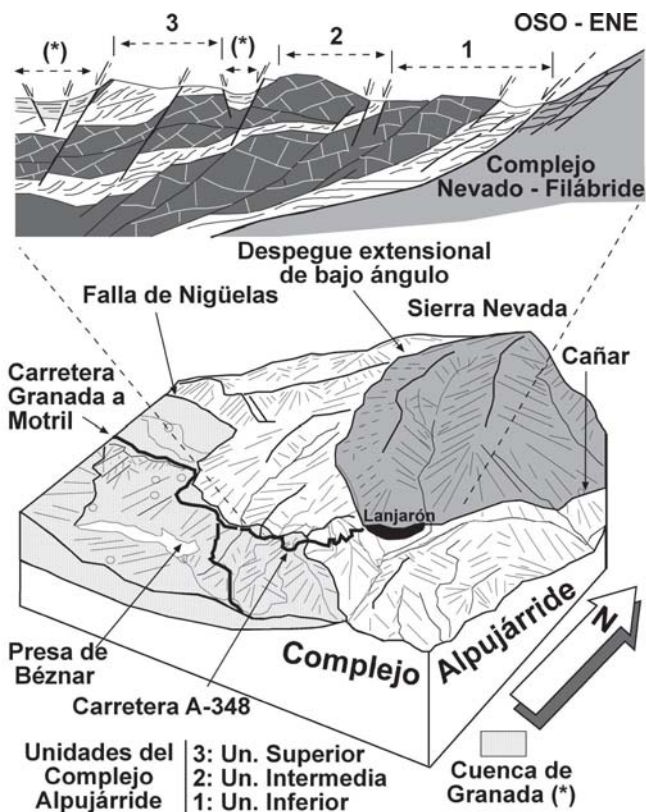 OSO - ENE
(*) 3 (*) 2 1
Complejo
Nevado - Filábride
Despegue extensional
de bajo ángulo
Falla de Nigüelas
Sierra Nevada
Carretera
Granada a
Motril
Cañar
Lanjarón
Presa de
Béznar
Carretera A-348
Complejo Alpujárride
N
Unidades del
Complejo
Alpujárride
3: Un. Superior
2: Un. Intermedia
1: Un. Inferior
Cuenca de
Granada (*)